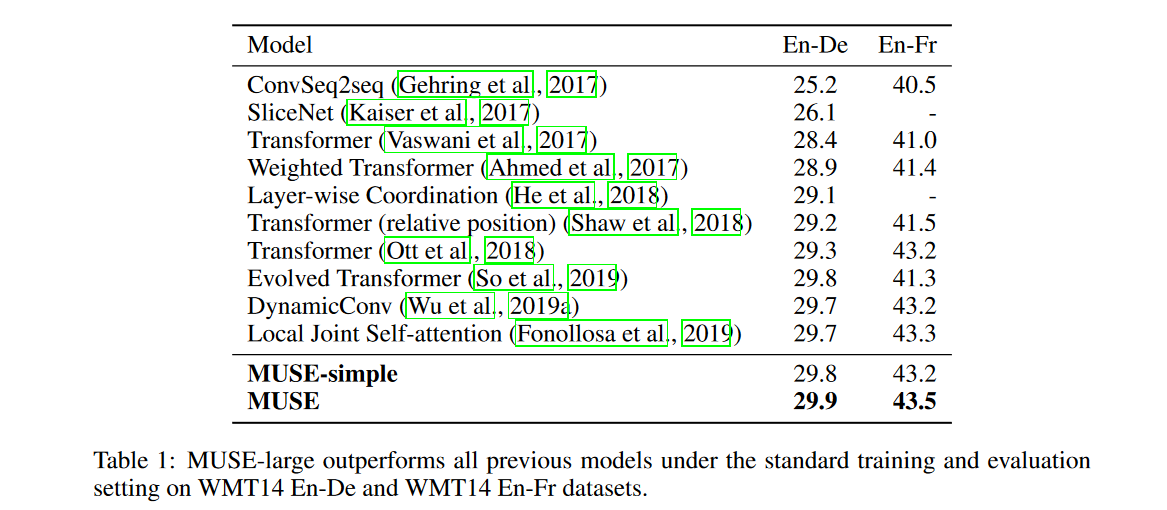 Model En-De En-Fr
ConvSeq2seq (Gehring et al., 2017) 25.2 40.5
SliceNet (Kaiser et al., 2017) 26.1 -
Transformer (Vaswani et al., 2017) 28.4 41.0
Weighted Transformer (Ahmed et al., 2017) 28.9 41.4
Layer-wise Coordination (He et al., 2018) 29.1 -
Transformer (relative position) (Shaw et al., 2018) 29.2 41.5
Transformer (Ott et al., 2018) 29.3 43.2
Evolved Transformer (So et al., 2019) 29.8 41.3
DynamicConv (Wu et al., 2019a) 29.7 43.2
Local Joint Self-attention (Fonollosa et al., 2019) 29.7 43.3
MUSE-simple 29.8 43.2
MUSE 29.9 43.5
Table 1: MUSE-large outperforms all previous models under the standard training and evaluation
setting on WMT14 En-De and WMT14 En-Fr datasets.